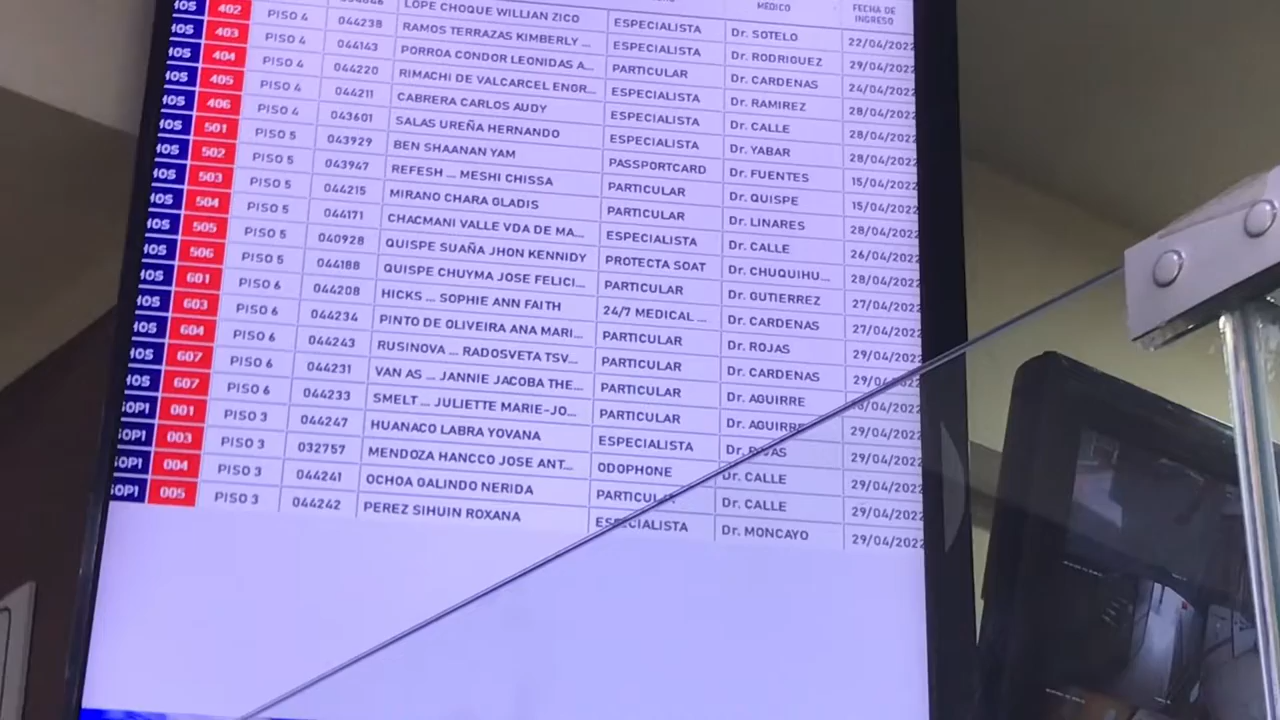 MEDICO FECHA DE INGRESO
LOPE CHOQUE WILLIAN ZICO ESPECIALISTA Dr. SOTELO 22/04/2022
HOS 402 PISO 4 044238 RAMOS TERRAZAS KIMBERLY ... ESPECIALISTA Dr. RODRIGUEZ 29/04/2022
HOS 403 PISO 4 044143 PORROA CONDOR LEONIDAS A... PARTICULAR Dr. CARDENAS 24/04/2022
HOS 404 PISO 4 044220 RIMACHI DE VALCARCEL ENOR... ESPECIALISTA Dr. RAMIREZ 28/04/2022
HOS 405 PISO 4 044211 CABRERA CARLOS AUDY ESPECIALISTA Dr. CALLE 28/04/2022
HOS 406 PISO 4 043601 SALAS UREÑA HERNANDO ESPECIALISTA Dr. YABAR 28/04/2022
HOS 501 PISO 5 043929 BEN SHAANAN YAM PASSPORTCARD Dr. FUENTES 15/04/2022
HOS 502 PISO 5 043947 REFESH ... MESHI CHISSA PARTICULAR Dr. QUISPE 15/04/2022
HOS 503 PISO 5 044215 MIRANO CHARA GLADIS PARTICULAR Dr. LINARES 28/04/2022
HOS 504 PISO 5 044171 CHACMANI VALLE VDA DE MA... ESPECIALISTA Dr. CALLE 26/04/2022
HOS 505 PISO 5 040928 QUISPE SUAÑA JHON KENNIDY PROTECTA SOAT Dr. CHUQUIHU... 28/04/2022
HOS 506 PISO 5 044188 QUISPE CHUYMA JOSE FELICI... PARTICULAR Dr. GUTIERREZ 27/04/2022
HOS 601 PISO 6 044208 HICKS ... SOPHIE ANN FAITH 24/7 MEDICAL ... Dr. CARDENAS 27/04/2022
HOS 603 PISO 6 044234 PINTO DE OLIVEIRA ANA MARI... PARTICULAR Dr. ROJAS 29/04/2022
HOS 604 PISO 6 044243 RUSINOVA ... RADOSVETA TSV... PARTICULAR Dr. CARDENAS 29/04/2022
HOS 607 PISO 6 044231 VAN AS ... JANNIE JACOBA THE... PARTICULAR Dr. AGUIRRE
HOS 607 PISO 6 044233 SMELT ... JULIETTE MARIE-JO... PARTICULAR Dr. AGUIRRE 29/04/2022
SOP1 001 PISO 3 044247 HUANACO LABRA YOVANA ESPECIALISTA Dr. ROJAS 29/04/2022
SOP1 003 PISO 3 032757 MENDOZA HANCCO JOSE ANT... ODOPHONE Dr. CALLE 29/04/2022
SOP1 004 PISO 3 044241 OCHOA GALINDO NERIDA PARTICULAR Dr. CALLE 29/04/2022
SOP1 005 PISO 3 044242 PEREZ SIHUIN ROXANA ESPECIALISTA Dr. MONCAYO 29/04/2022